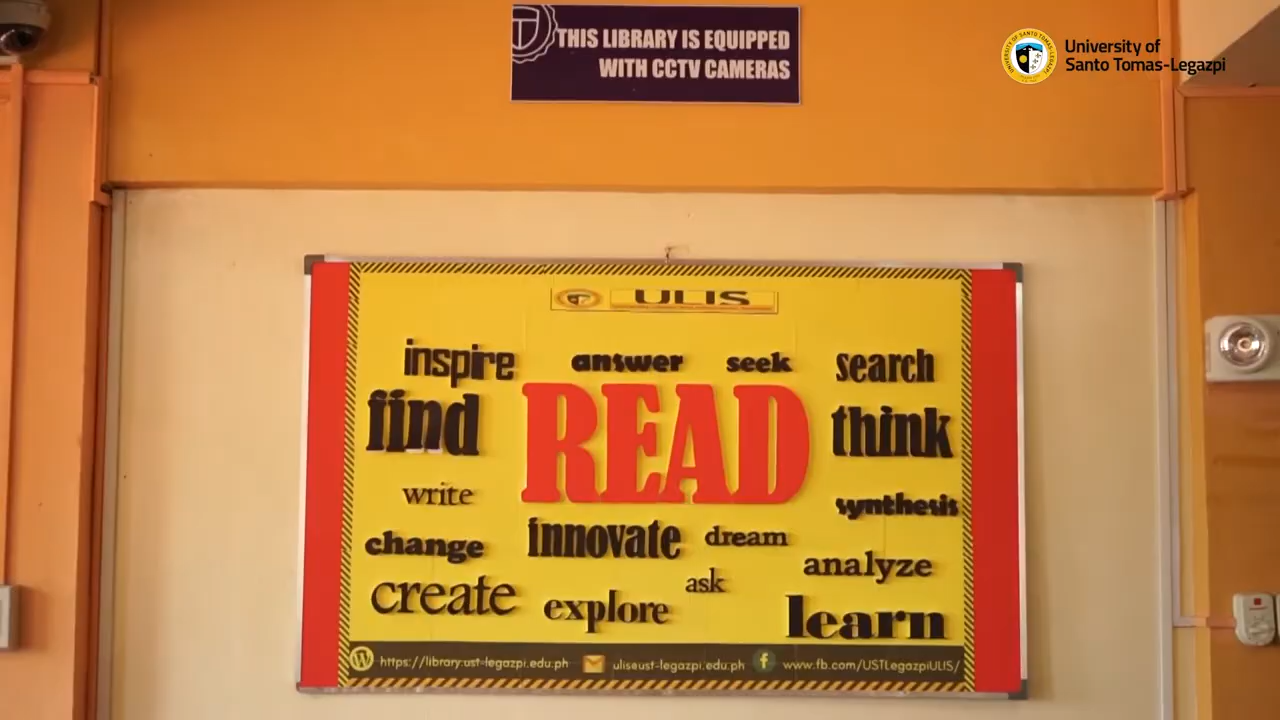 THIS LIBRARY IS EQUIPPED
WITH CCTV CAMERAS
University of
Santo Tomas-Legazpi
ULIS
inspire answer seek search
find READ think
write synthesis
change innovate dream
analyze
create explore ask
learn
https://library.ust-legazpi.edu.ph ulis@ust-legazpi.edu.ph www.fb.com/USTLegazpiULIS/